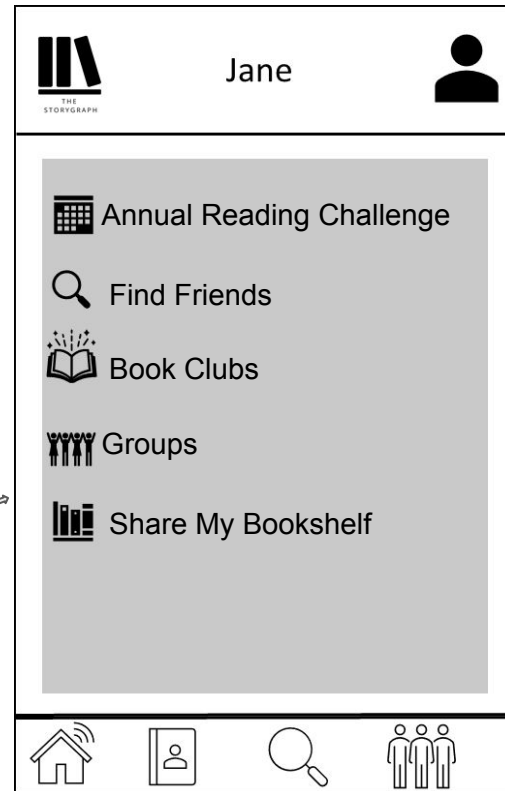 Jane
THE
STORYGRAPH
Annual Reading Challenge
Find Friends
Book Clubs
Groups
Share My Bookshelf